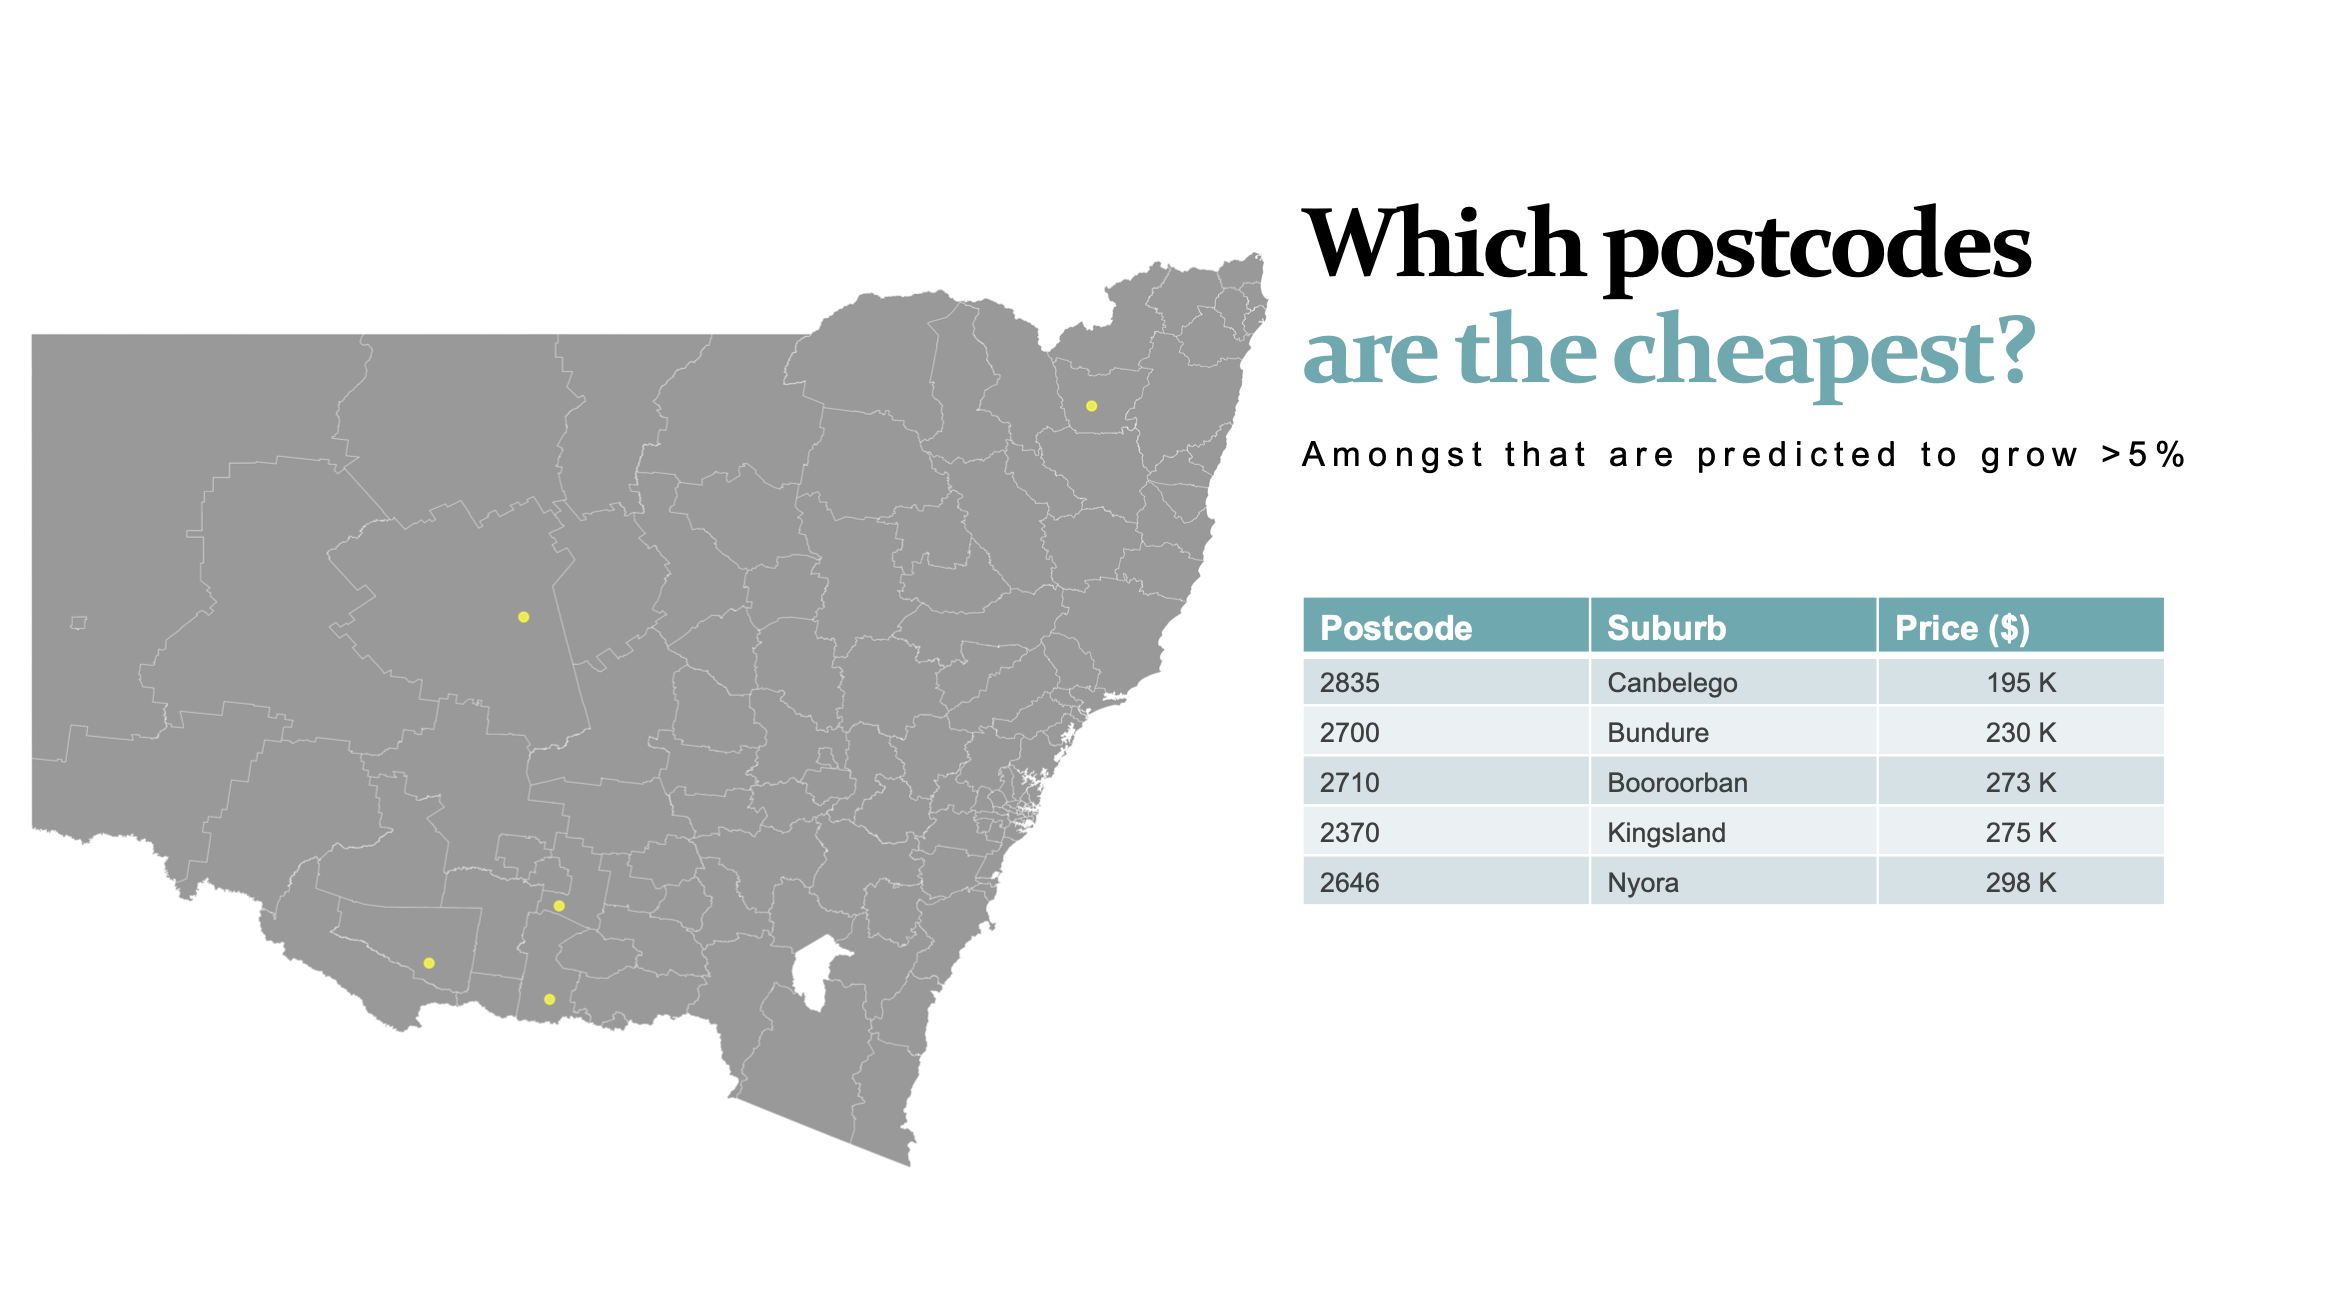 Which postcodes
are the cheapest?
Amongst that are predicted to grow >5%
Postcode Suburb Price ($)
2835 Canbelego 195 K
2700 Bundure 230 K
2710 Booroorban 273 K
2370 Kingsland 275 K
2646 Nyora 298 K